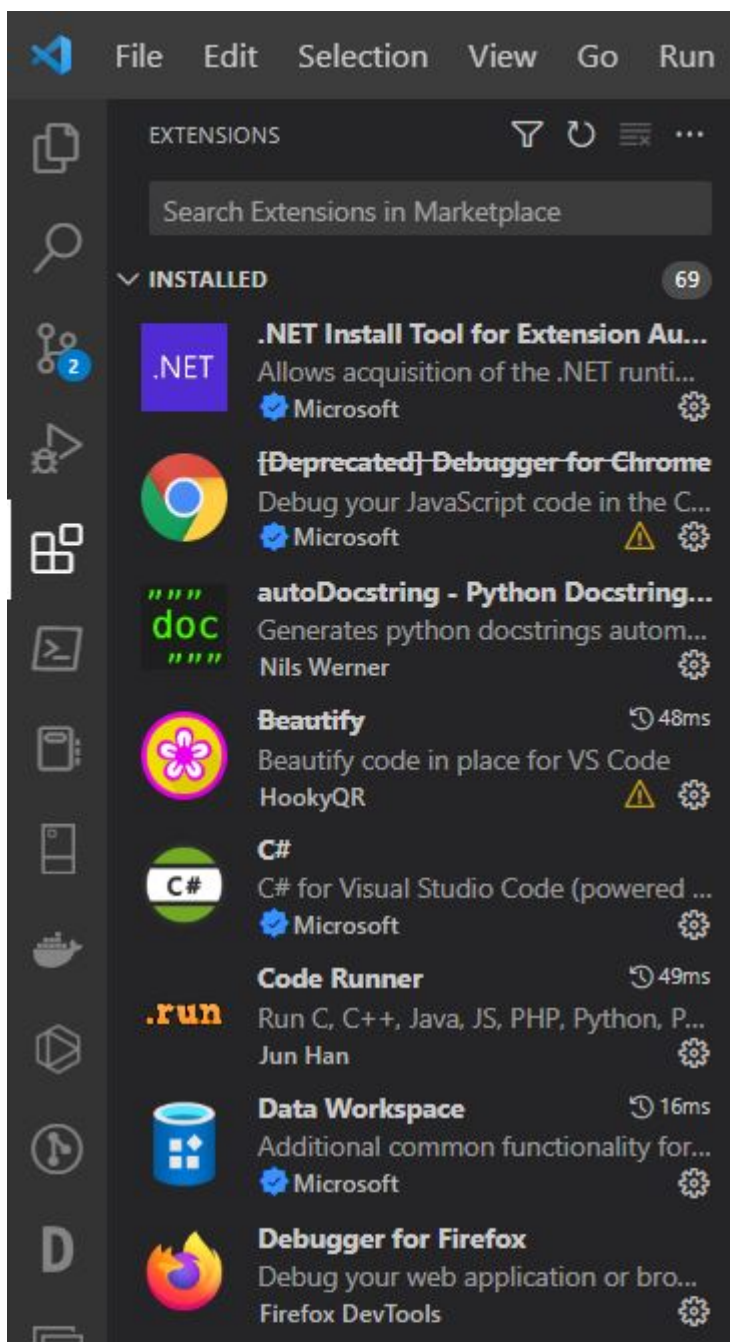 File Edit Selection View Go Run
EXTENSIONS
Search Extensions in Marketplace
INSTALLED 69
.NET
.NET Install Tool for Extension Au...
Allows acquisition of the .NET runti...
Microsoft
[Deprecated] Debugger for Chrome
Debug your JavaScript code in the C...
Microsoft
"""
doc
"""
autoDocstring - Python Docstring...
Generates python docstrings autom...
Nils Werner
Beautify 48ms
Beautify code in place for VS Code
HookyQR
2
C#
C#
C# for Visual Studio Code (powered ...
Microsoft
.run
Code Runner 49ms
Run C, C++, Java, JS, PHP, Python, P...
Jun Han
Data Workspace 16ms
Additional common functionality for...
Microsoft
D
Debugger for Firefox
Debug your web application or bro...
Firefox DevTools